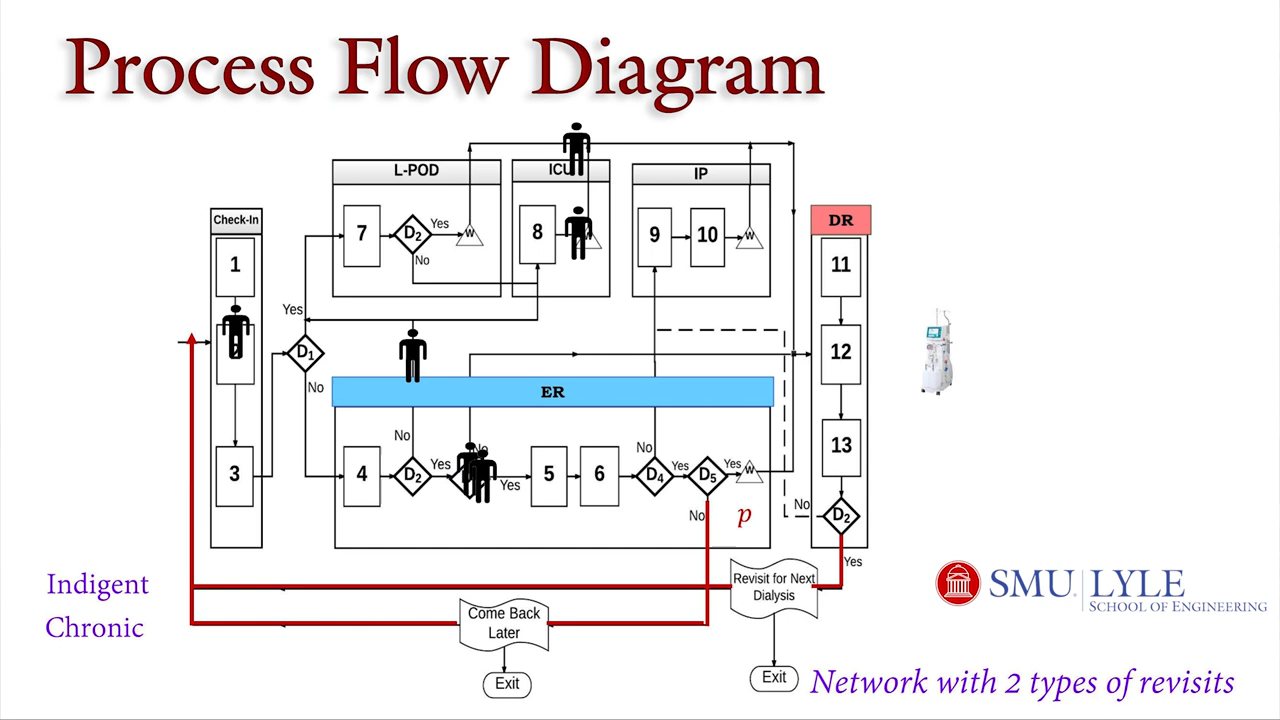 Process Flow Diagram
L-POD
ICU
IP
Check-In
DR
7
D2
Yes
W
No
8
9
10
W
1
11
Yes
D1
No
12
ER
3
No
4
D2
Yes
Yes
5
6
No
D4
Yes
D5
Yes
W
No
p
13
No
D2
Yes
Revisit for Next
Dialysis
Come Back
Later
Exit
Exit
Indigent
Chronic
SMU LYLE
SCHOOL OF ENGINEERING
Network with 2 types of revisits